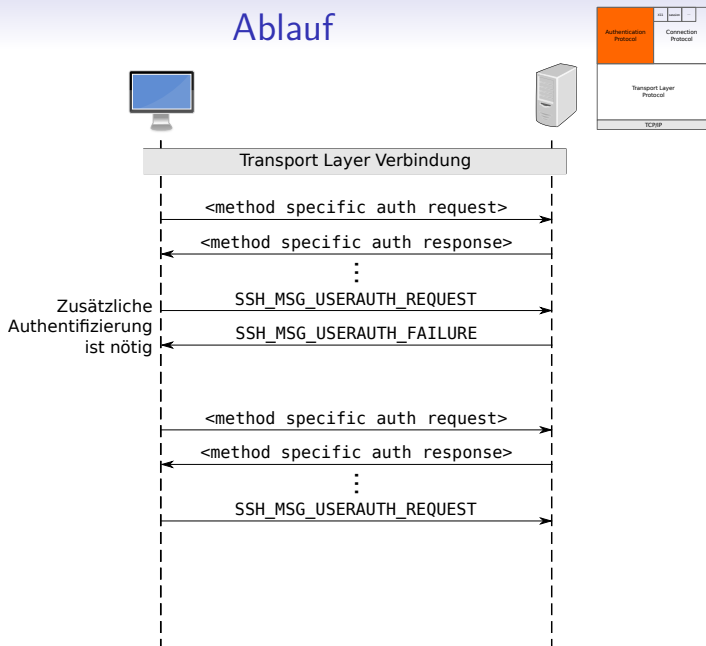 Ablauf
Authentication
Protocol
Connection
Protocol
Transport Layer
Protocol
TCP/IP
Transport Layer Verbindung
<method specific auth request>
<method specific auth response>
⋮
SSH_MSG_USERAUTH_REQUEST
Zusätzliche
Authentifizierung
ist nötig
SSH_MSG_USERAUTH_FAILURE
<method specific auth request>
<method specific auth response>
⋮
SSH_MSG_USERAUTH_REQUEST